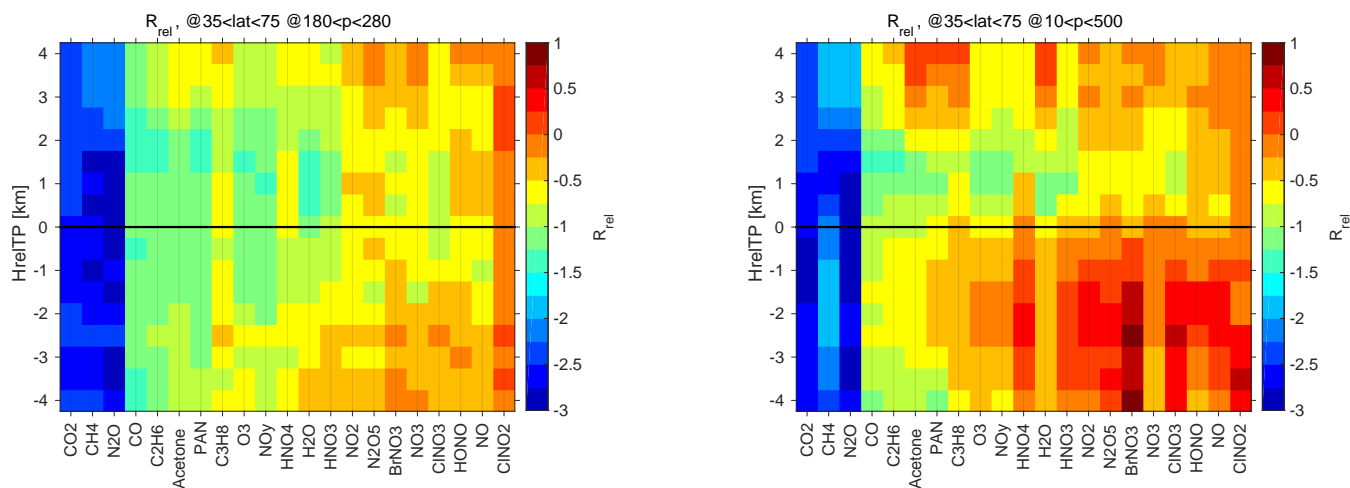 R_rel , @35<lat<75 @180<p<280
HrelTP [km]
4
3
2
1
0
-1
-2
-3
-4
CO2
CH4
N2O
CO
C2H6
Acetone
PAN
C3H8
O3
NOy
HNO4
H2O
HNO3
NO2
N2O5
BrNO3
NO3
ClNO3
HONO
NO
ClNO2
1
0.5
0
-0.5
-1
-1.5
-2
-2.5
-3
R_rel
R_rel , @35<lat<75 @10<p<500
HrelTP [km]
4
3
2
1
0
-1
-2
-3
-4
CO2
CH4
N2O
CO
C2H6
Acetone
PAN
C3H8
O3
NOy
HNO4
H2O
HNO3
NO2
N2O5
BrNO3
NO3
ClNO3
HONO
NO
ClNO2
1
0.5
0
-0.5
-1
-1.5
-2
-2.5
-3
R_rel